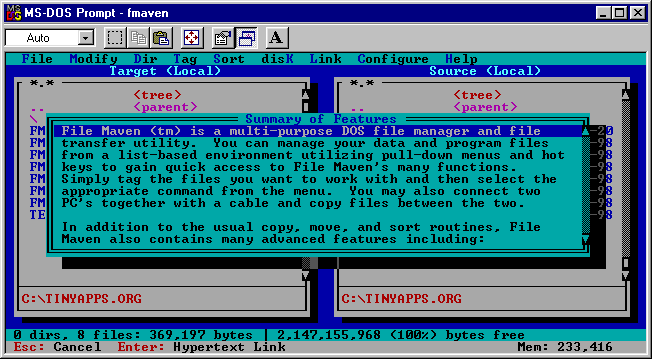 MS-DOS Prompt - fmaven
Auto
A
File Modify Dir Tag Sort disK Link Configure Help
Target (Local) Source (Local)
*.* *.*
<tree> <tree>
.. <parent> .. <parent>
\
Summary of Features
FM File Maven (tm) is a multi-purpose DOS file manager and file -20
FM transfer utility. You can manage your data and program files -98
FM from a list-based environment utilizing pull-down menus and hot -98
FM keys to gain quick access to File Maven's many functions. -98
FM Simply tag the files you want to work with and then select the -98
FM appropriate command from the menu. You may also connect two -98
FM PC's together with a cable and copy files between the two. -98
TE -98
In addition to the usual copy, move, and sort routines, File
Maven also contains many advanced features including:
C:\TINYAPPS.ORG C:\TINYAPPS.ORG
0 dirs, 8 files: 369,197 bytes | 2,147,155,968 (100%) bytes free
Esc: Cancel Enter: Hypertext Link Mem: 233,416